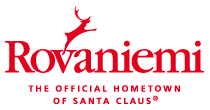 Rovaniemi
THE OFFICIAL HOMETOWN
OF SANTA CLAUS®